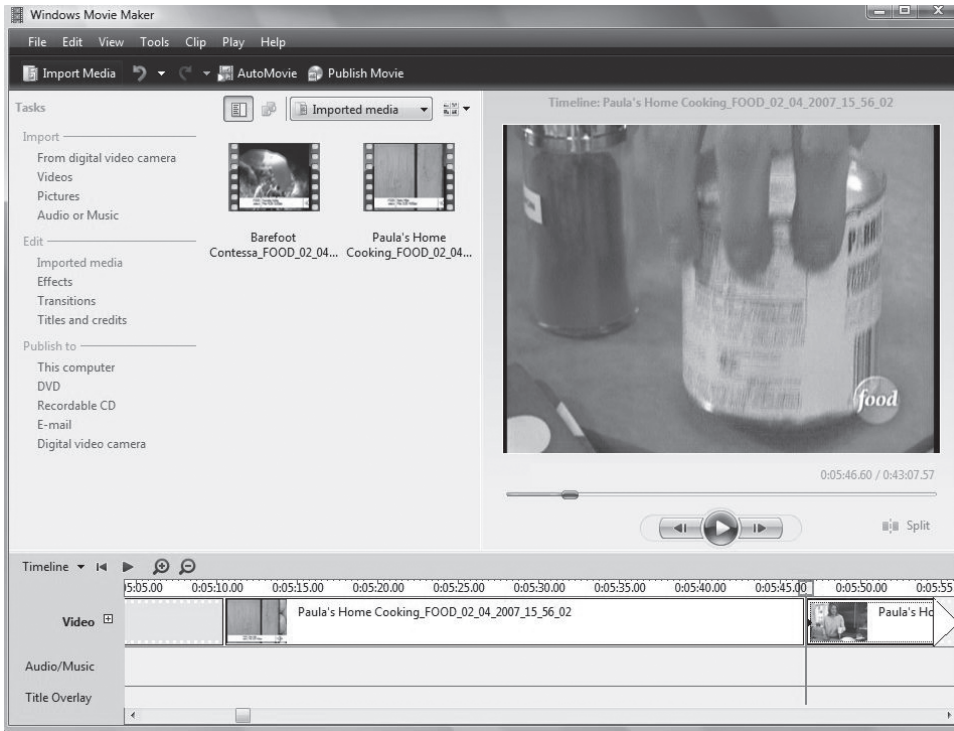 Windows Movie Maker
File Edit View Tools Clip Play Help
Import Media AutoMovie Publish Movie
Tasks
Imported media
Import
From digital video camera
Videos
Pictures
Audio or Music
Edit
Imported media
Effects
Transitions
Titles and credits
Publish to
This computer
DVD
Recordable CD
E-mail
Digital video camera
Barefoot
Contessa_FOOD_02_04...
Paula's Home
Cooking_FOOD_02_04...
Timeline: Paula's Home Cooking_FOOD_02_04_2007_15_56_02
food
0:05:46.60 / 0:43:07.57
Split
Timeline
0:05:10.00 0:05:15.00 0:05:20.00 0:05:25.00 0:05:30.00 0:05:35.00 0:05:40.00 0:05:45.00 0:05:50.00 0:05:55
Video
Paula's Home Cooking_FOOD_02_04_2007_15_56_02
Paula's Ho
Audio/Music
Title Overlay